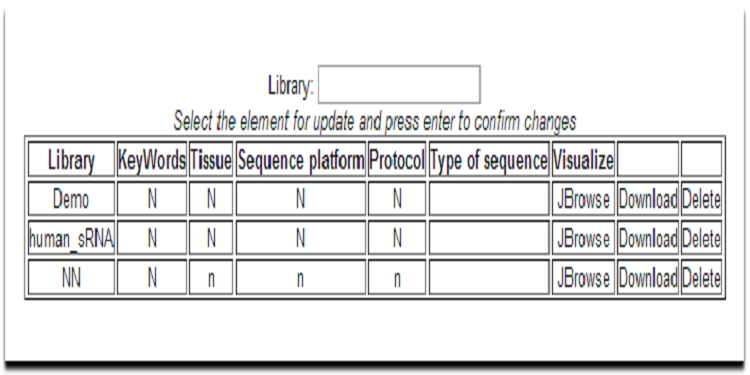 Library:
Select the element for update and press enter to confirm changes
Library KeyWords Tissue Sequence platform Protocol Type of sequence Visualize
Demo N N N N JBrowse Download Delete
human_sRNA N N N N JBrowse Download Delete
NN N n n n JBrowse Download Delete